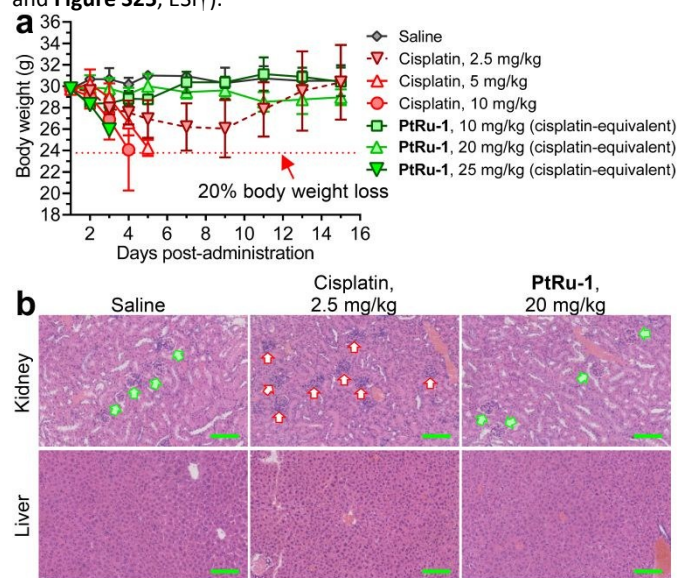 and Figure S25, ESI†).
a
36
34
32
30
28
26
24
22
20
18
Body weight (g)
2 4 6 8 10 12 14 16
Days post-administration
20% body weight loss
Saline
Cisplatin, 2.5 mg/kg
Cisplatin, 5 mg/kg
Cisplatin, 10 mg/kg
PtRu-1, 10 mg/kg (cisplatin-equivalent)
PtRu-1, 20 mg/kg (cisplatin-equivalent)
PtRu-1, 25 mg/kg (cisplatin-equivalent)
b
Saline
Cisplatin,
2.5 mg/kg
PtRu-1,
20 mg/kg
Kidney
Liver